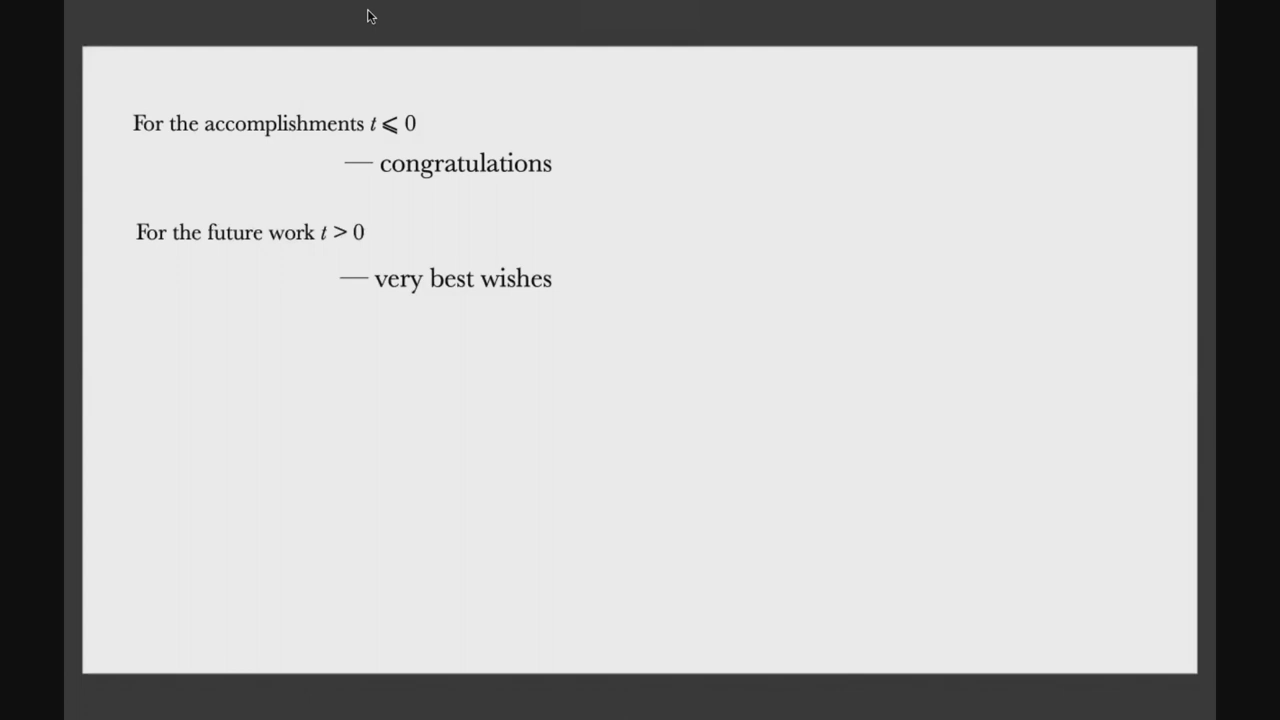 For the accomplishments t ⩽ 0
— congratulations
For the future work t > 0
— very best wishes